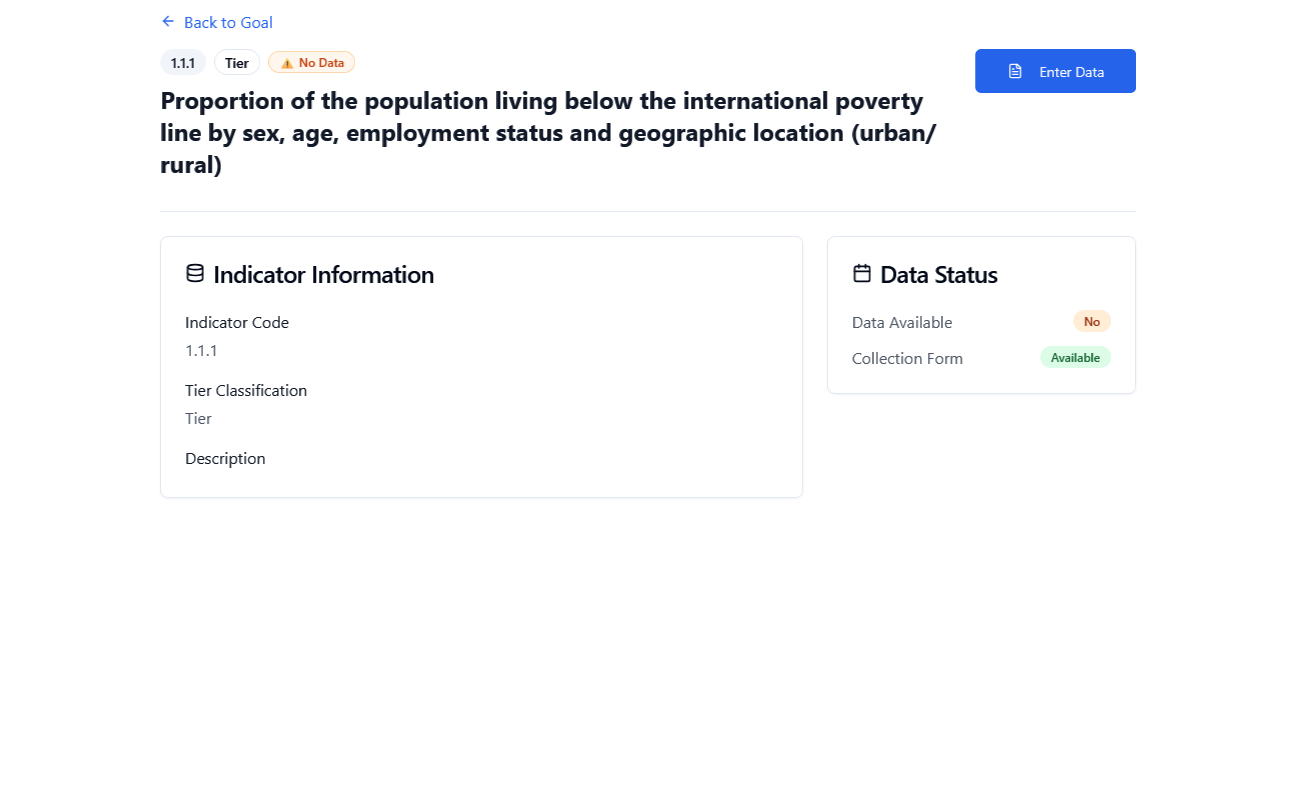 Back to Goal
1.1.1 Tier No Data
Enter Data
Proportion of the population living below the international poverty
line by sex, age, employment status and geographic location (urban/
rural)
Indicator Information
Indicator Code
1.1.1
Tier Classification
Tier
Description
Data Status
Data Available No
Collection Form Available